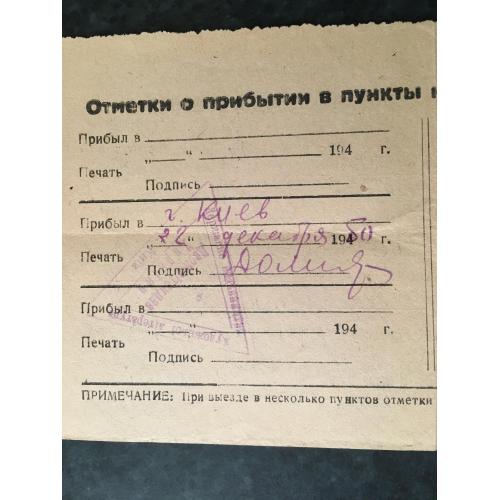 Отметки о прибытии в пункты
Прибыл в
„ “ 194 г.
Печать
Подпись
Прибыл в г. Киев
„22“ декабря 194 50 г.
Печать
Подпись
Прибыл в
„ “ 194 г.
Печать
Подпись
ПРИМЕЧАНИЕ: При выезде в несколько пунктов отметки